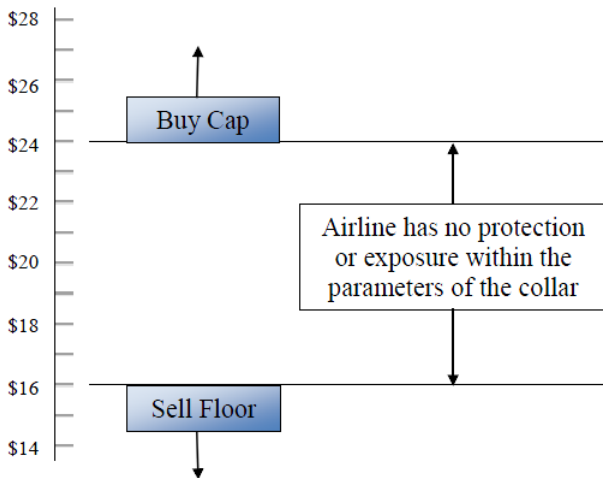 $28
$26
Buy Cap
$24
$22
Airline has no protection
or exposure within the
parameters of the collar
$20
$18
$16
Sell Floor
$14